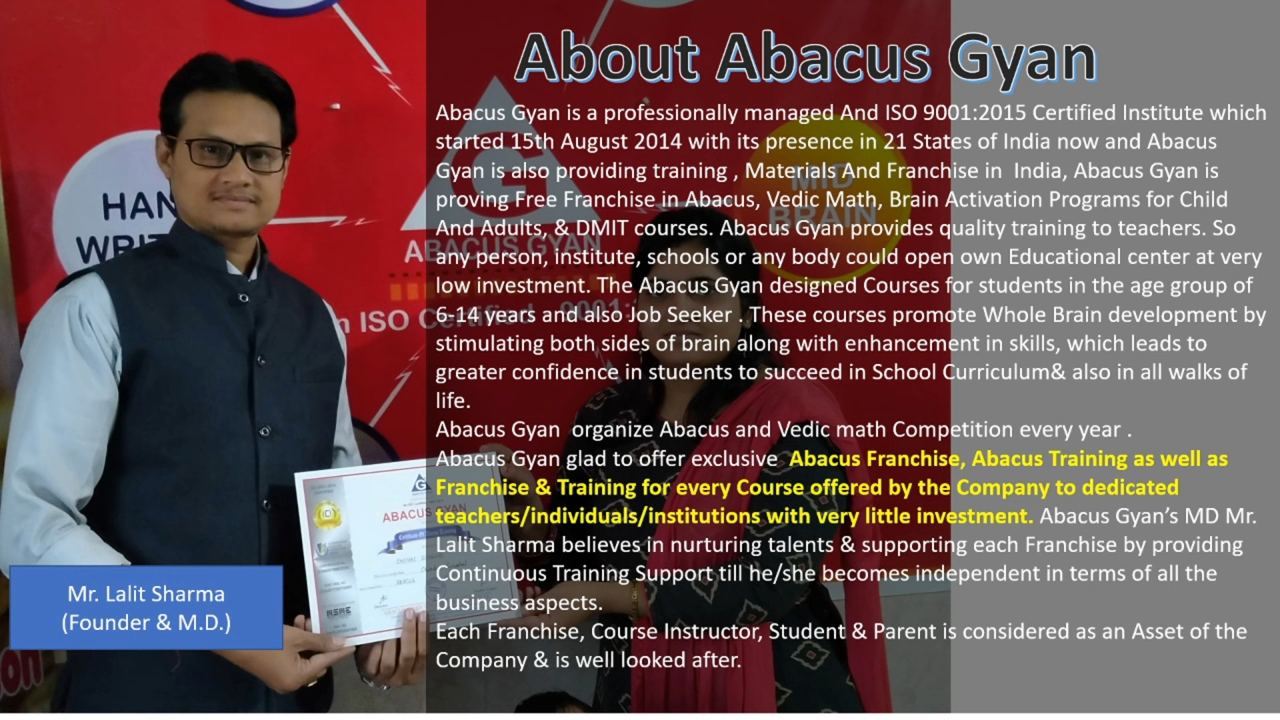 About Abacus Gyan
Abacus Gyan is a professionally managed And ISO 9001:2015 Certified Institute which
started 15th August 2014 with its presence in 21 States of India now and Abacus
Gyan is also providing training , Materials And Franchise in  India, Abacus Gyan is
proving Free Franchise in Abacus, Vedic Math, Brain Activation Programs for Child
And Adults, & DMIT courses. Abacus Gyan provides quality training to teachers. So
any person, institute, schools or any body could open own Educational center at very
low investment. The Abacus Gyan designed Courses for students in the age group of
6-14 years and also Job Seeker . These courses promote Whole Brain development by
stimulating both sides of brain along with enhancement in skills, which leads to
greater confidence in students to succeed in School Curriculum& also in all walks of
life.
Abacus Gyan  organize Abacus and Vedic math Competition every year .
Abacus Gyan glad to offer exclusive  Abacus Franchise, Abacus Training as well as
Franchise & Training for every Course offered by the Company to dedicated
teachers/individuals/institutions with very little investment. Abacus Gyan’s MD Mr.
Lalit Sharma believes in nurturing talents & supporting each Franchise by providing
Continuous Training Support till he/she becomes independent in terms of all the
business aspects.
Each Franchise, Course Instructor, Student & Parent is considered as an Asset of the
Company & is well looked after.
Mr. Lalit Sharma
(Founder & M.D.)
HAN
WRIT
MID
BRAIN
ABACUS GYAN
n ISO Certified 9001:
ABACUS GYAN
MSME